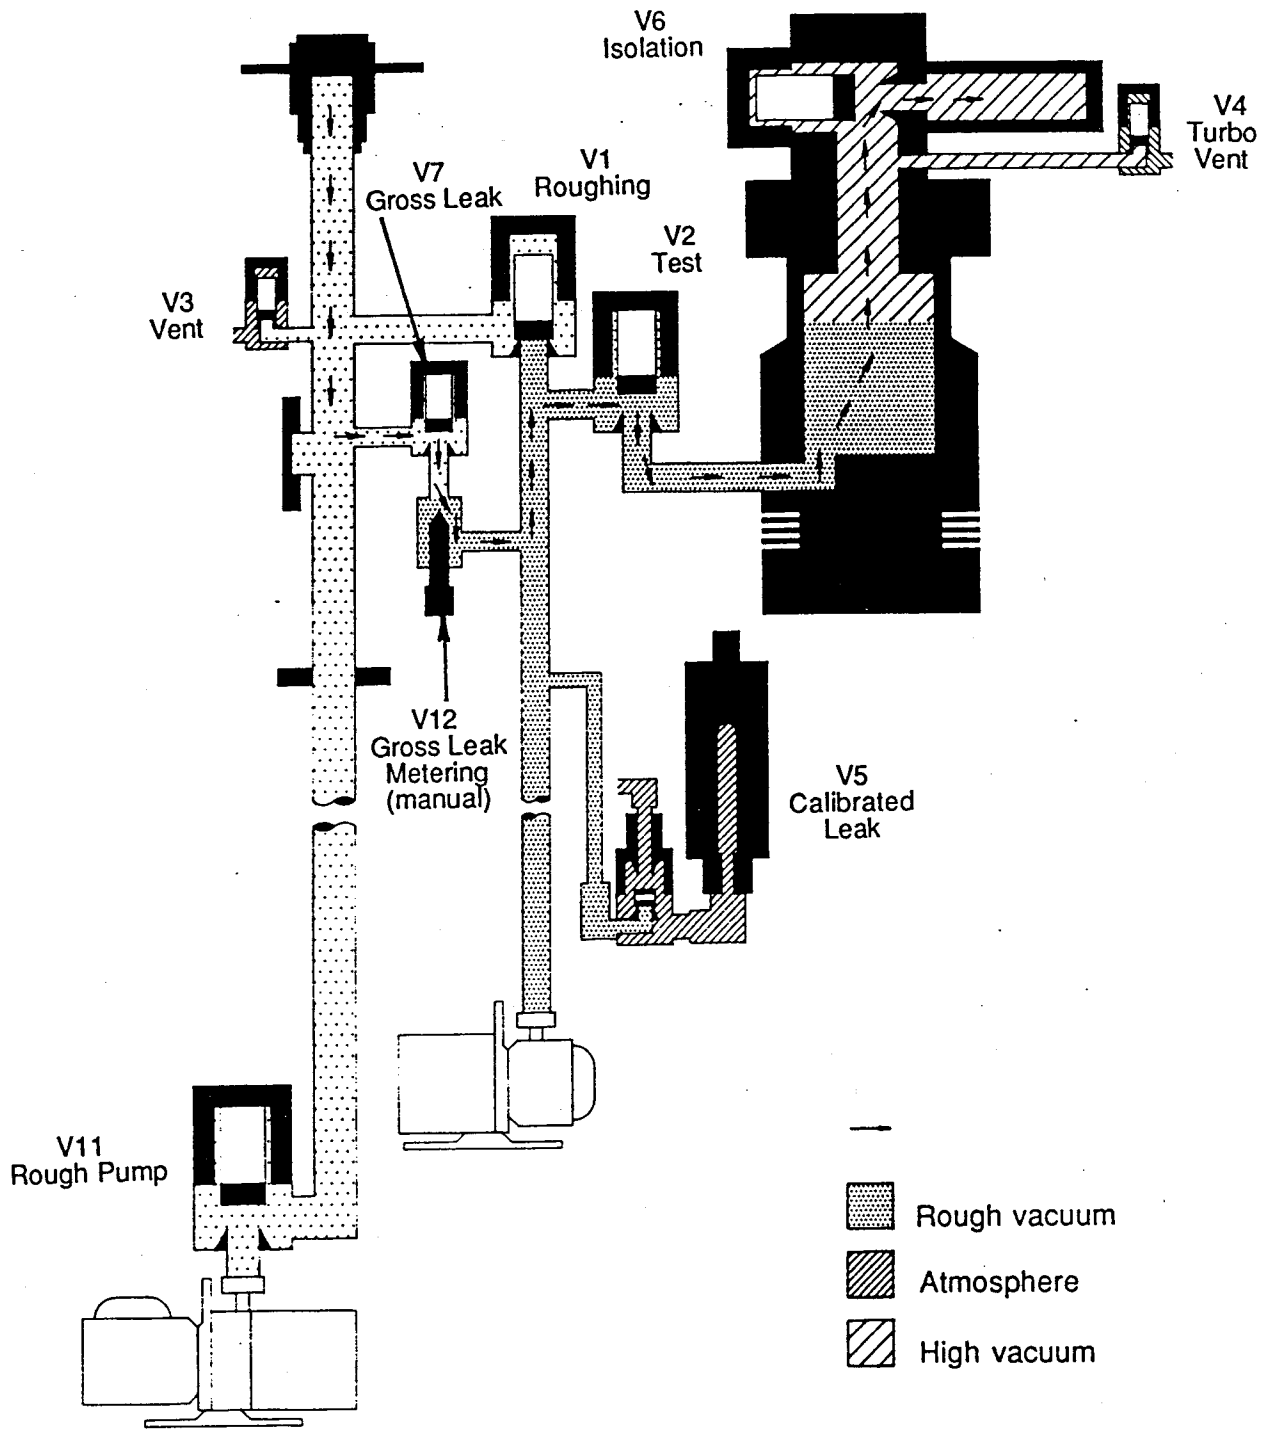 V6
Isolation
V4
Turbo
Vent
V1
Roughing
V7
Gross Leak
V2
Test
V3
Vent
V12
Gross Leak
Metering
(manual)
V5
Calibrated
Leak
V11
Rough Pump
Rough vacuum
Atmosphere
High vacuum